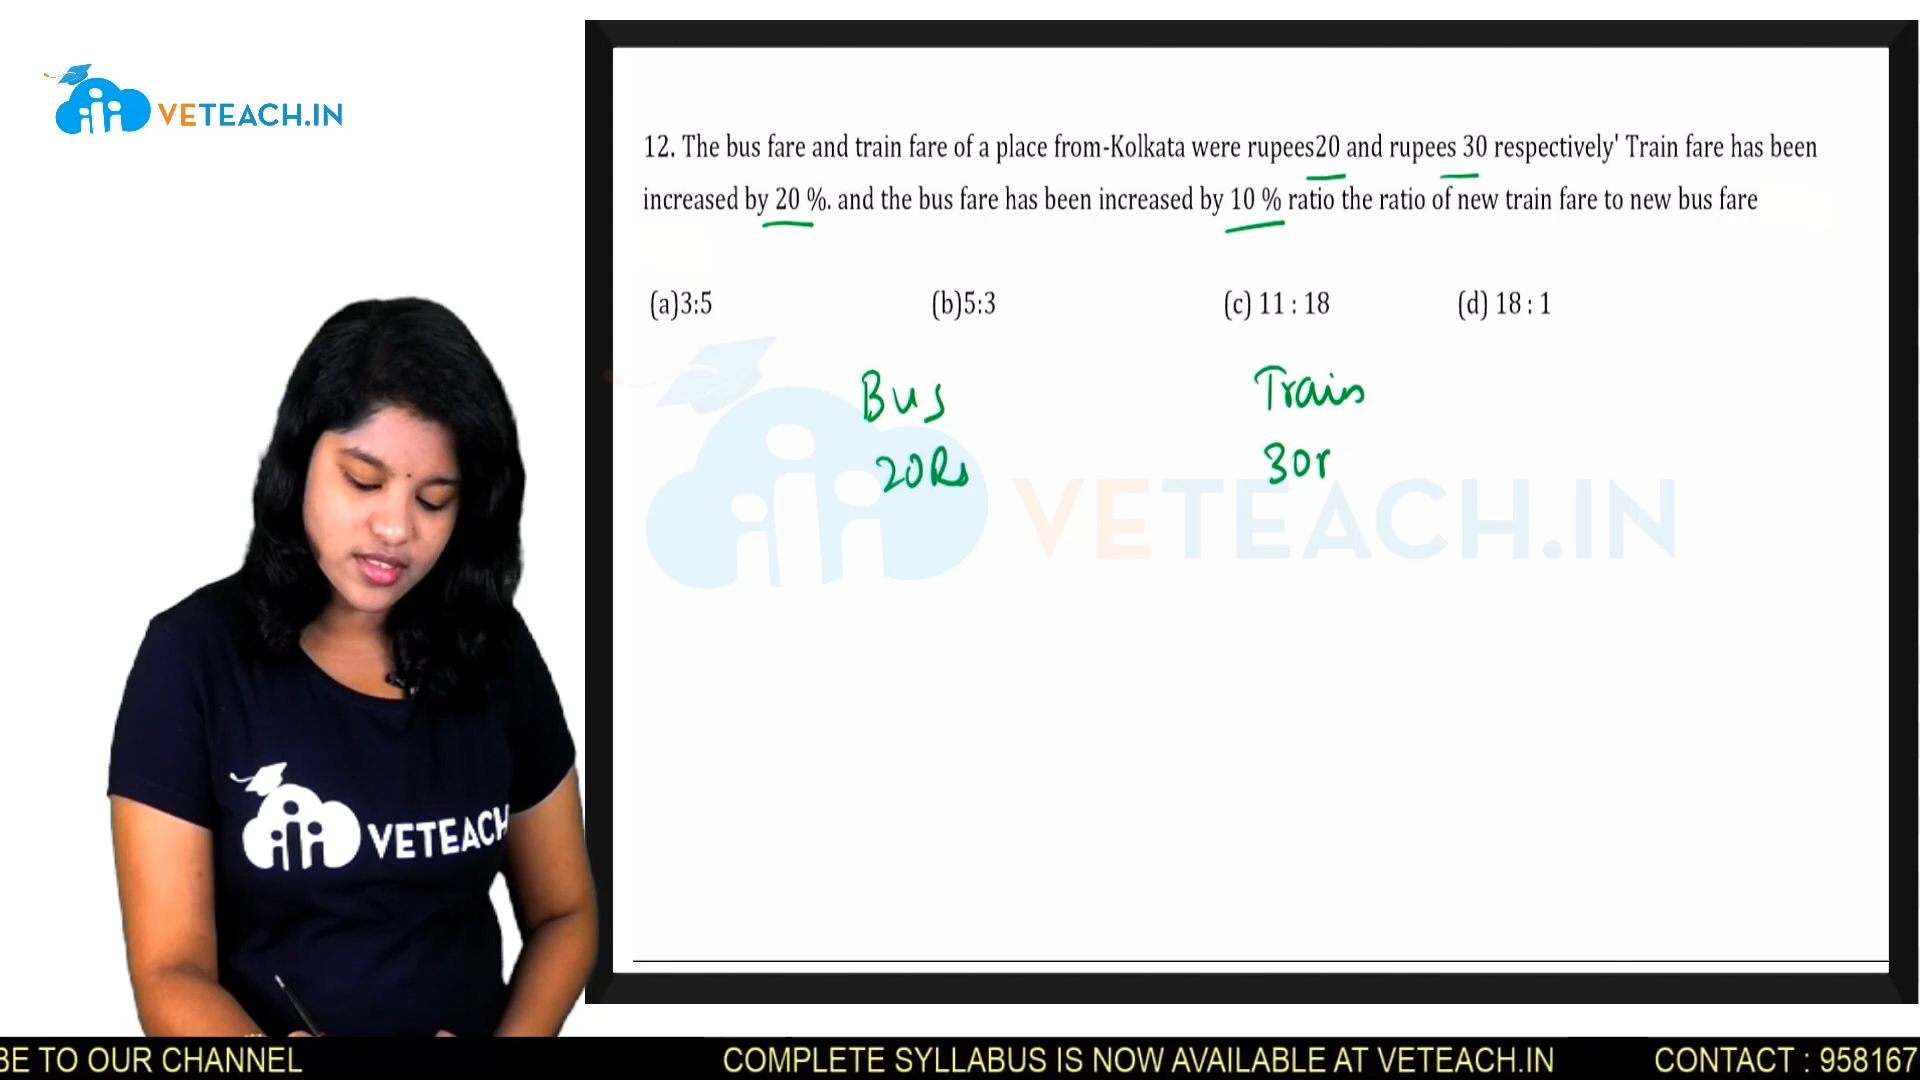 VETEACH.IN
12. The bus fare and train fare of a place from-Kolkata were rupees20 and rupees 30 respectively' Train fare has been
increased by 20 %. and the bus fare has been increased by 10 % ratio the ratio of new train fare to new bus fare
(a)3:5 (b)5:3 (c) 11 : 18 (d) 18 : 1
Bus Train
20Rs 30r
VETEACH.IN
VETEACH
BE TO OUR CHANNEL COMPLETE SYLLABUS IS NOW AVAILABLE AT VETEACH.IN CONTACT : 958167